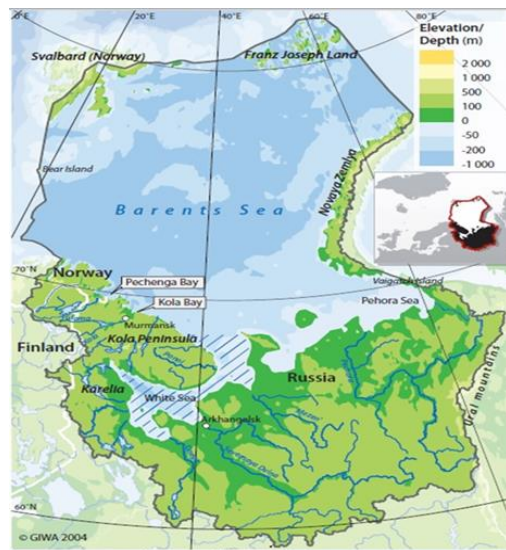 0°E
20°E
40°E
60°E
80°E
Svalbard (Norway)
Franz Joseph Land
Elevation/
Depth (m)
2 000
1 000
500
100
0
-50
-200
-1 000
Bear Island
Novaya Zemlya
Barents Sea
70°N
Norway
Vaigach Island
Pechenga Bay
Kola Bay
Pehora Sea
Murmansk
Finland
Kola Peninsula
Russia
Karelia
White Sea
Ural mountains
Arkhangelsk
Mezen
60°N
© GIWA 2004